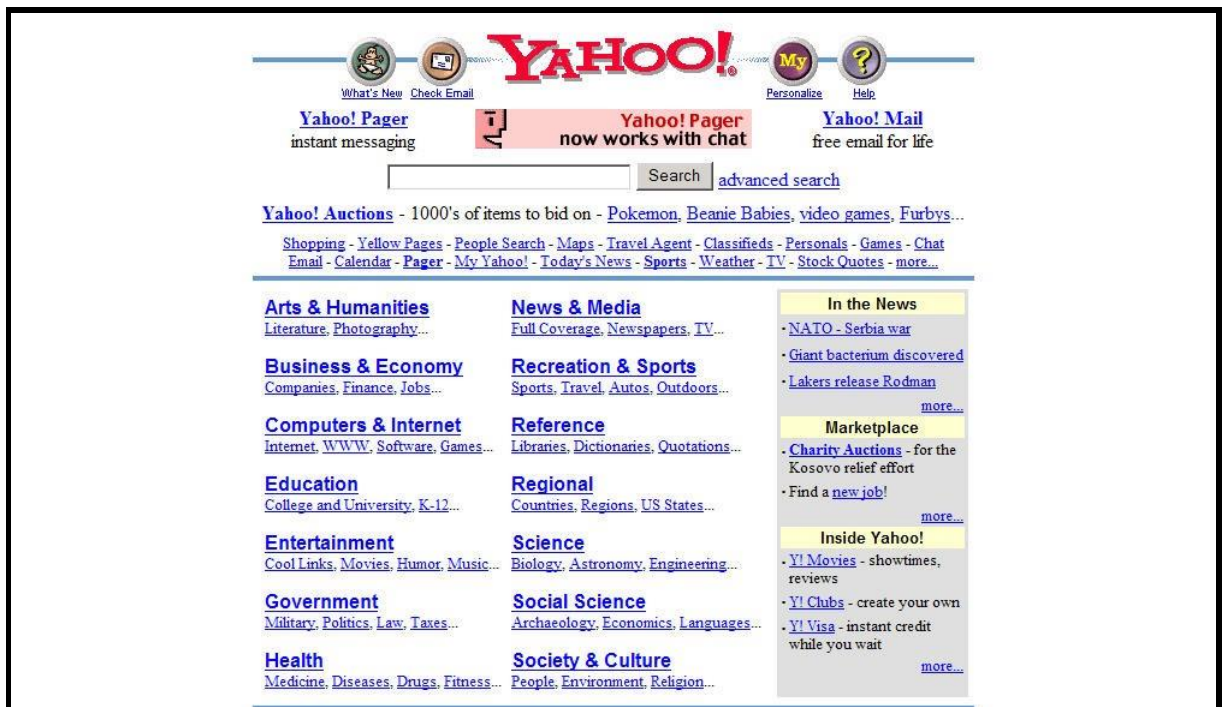 YAHOO!
My
?
What's New Check Email
Personalize Help
Yahoo! Pager
instant messaging
Yahoo! Pager
now works with chat
Yahoo! Mail
free email for life
Search advanced search
Yahoo! Auctions - 1000's of items to bid on - Pokemon, Beanie Babies, video games, Furbys...
Shopping - Yellow Pages - People Search - Maps - Travel Agent - Classifieds - Personals - Games - Chat
Email - Calendar - Pager - My Yahoo! - Today's News - Sports - Weather - TV - Stock Quotes - more...
Arts & Humanities
Literature, Photography...
Business & Economy
Companies, Finance, Jobs...
Computers & Internet
Internet, WWW, Software, Games...
Education
College and University, K-12...
Entertainment
Cool Links, Movies, Humor, Music...
Government
Military, Politics, Law, Taxes...
Health
Medicine, Diseases, Drugs, Fitness...
News & Media
Full Coverage, Newspapers, TV...
Recreation & Sports
Sports, Travel, Autos, Outdoors...
Reference
Libraries, Dictionaries, Quotations...
Regional
Countries, Regions, US States...
Science
Biology, Astronomy, Engineering...
Social Science
Archaeology, Economics, Languages...
Society & Culture
People, Environment, Religion...
In the News
· NATO - Serbia war
· Giant bacterium discovered
· Lakers release Rodman
more...
Marketplace
· Charity Auctions - for the
Kosovo relief effort
· Find a new job!
more...
Inside Yahoo!
· Y! Movies - showtimes,
reviews
· Y! Clubs - create your own
· Y! Visa - instant credit
while you wait
more...